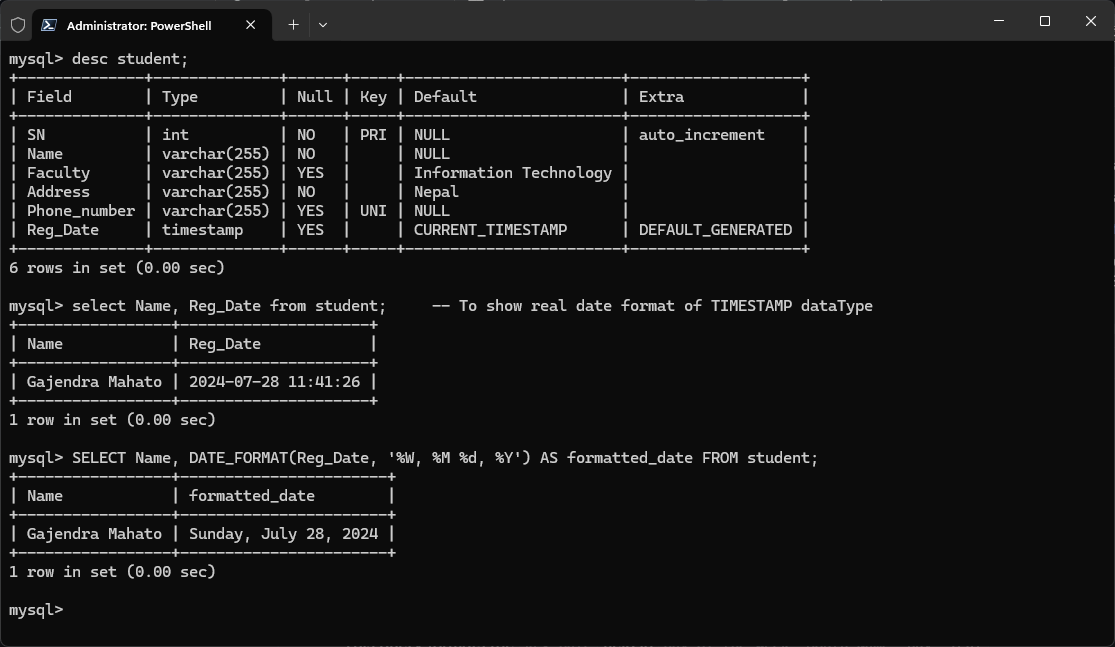 Administrator: PowerShell
mysql> desc student;
+--------------+--------------+------+-----+------------------------+-------------------+
| Field        | Type         | Null | Key | Default                | Extra             |
+--------------+--------------+------+-----+------------------------+-------------------+
| SN           | int          | NO   | PRI | NULL                   | auto_increment    |
| Name         | varchar(255) | NO   |     | NULL                   |                   |
| Faculty      | varchar(255) | YES  |     | Information Technology |                   |
| Address      | varchar(255) | NO   |     | Nepal                  |                   |
| Phone_number | varchar(255) | YES  | UNI | NULL                   |                   |
| Reg_Date     | timestamp    | YES  |     | CURRENT_TIMESTAMP      | DEFAULT_GENERATED |
+--------------+--------------+------+-----+------------------------+-------------------+
6 rows in set (0.00 sec)
mysql> select Name, Reg_Date from student;     -- To show real date format of TIMESTAMP dataType
+-----------------+---------------------+
| Name            | Reg_Date            |
+-----------------+---------------------+
| Gajendra Mahato | 2024-07-28 11:41:26 |
+-----------------+---------------------+
1 row in set (0.00 sec)
mysql> SELECT Name, DATE_FORMAT(Reg_Date, '%W, %M %d, %Y') AS formatted_date FROM student;
+-----------------+-----------------------+
| Name            | formatted_date        |
+-----------------+-----------------------+
| Gajendra Mahato | Sunday, July 28, 2024 |
+-----------------+-----------------------+
1 row in set (0.00 sec)
mysql>